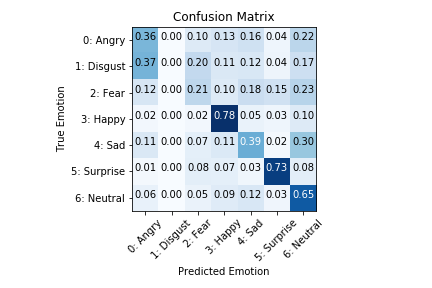 Confusion Matrix
True Emotion
0: Angry 0.36 0.00 0.10 0.13 0.16 0.04 0.22
1: Disgust 0.37 0.00 0.20 0.11 0.12 0.04 0.17
2: Fear 0.12 0.00 0.21 0.10 0.18 0.15 0.23
3: Happy 0.02 0.00 0.02 0.78 0.05 0.03 0.10
4: Sad 0.11 0.00 0.07 0.11 0.39 0.02 0.30
5: Surprise 0.01 0.00 0.08 0.07 0.03 0.73 0.08
6: Neutral 0.06 0.00 0.05 0.09 0.12 0.03 0.65
0: Angry 1: Disgust 2: Fear 3: Happy 4: Sad 5: Surprise 6: Neutral
Predicted Emotion